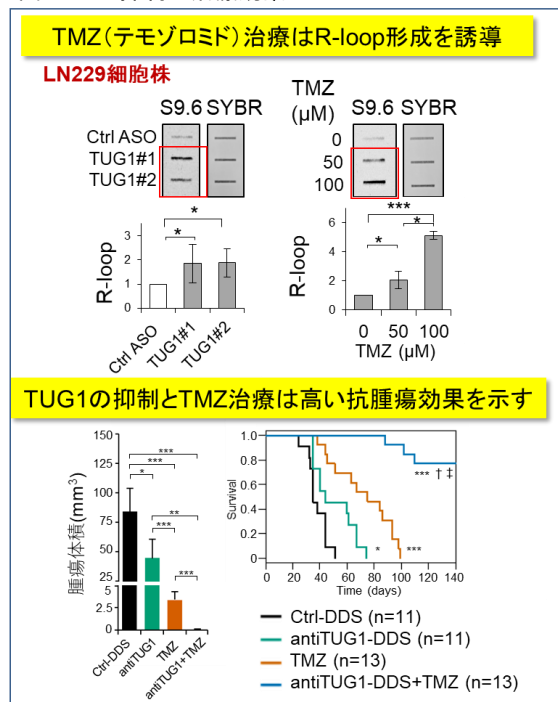 TMZ(テモゾロミド)治療はR-loop形成を誘導
LN229細胞株
S9.6 SYBR
Ctrl ASO
TUG1#1
TUG1#2
R-loop
3
2
1
0
*
*
Ctrl ASO
TUG1#1
TUG1#2
TMZ
(μM)
S9.6 SYBR
0
50
100
R-loop
6
4
2
0
***
*
*
0 50 100
TMZ (μM)
TUG1の抑制とTMZ治療は高い抗腫瘍効果を示す
腫瘍体積(mm³)
150
125
100
75
50
25
5
0
***
***
*
**
***
***
Ctrl-DDS
antiTUG1
TMZ
antiTUG1+TMZ
Survival
1.0
0.8
0.6
0.4
0.2
0
*** † ‡
*
***
0 20 40 60 80 100 120 140
Time (days)
Ctrl-DDS (n=11)
antiTUG1-DDS (n=11)
TMZ (n=13)
antiTUG1-DDS+TMZ (n=13)